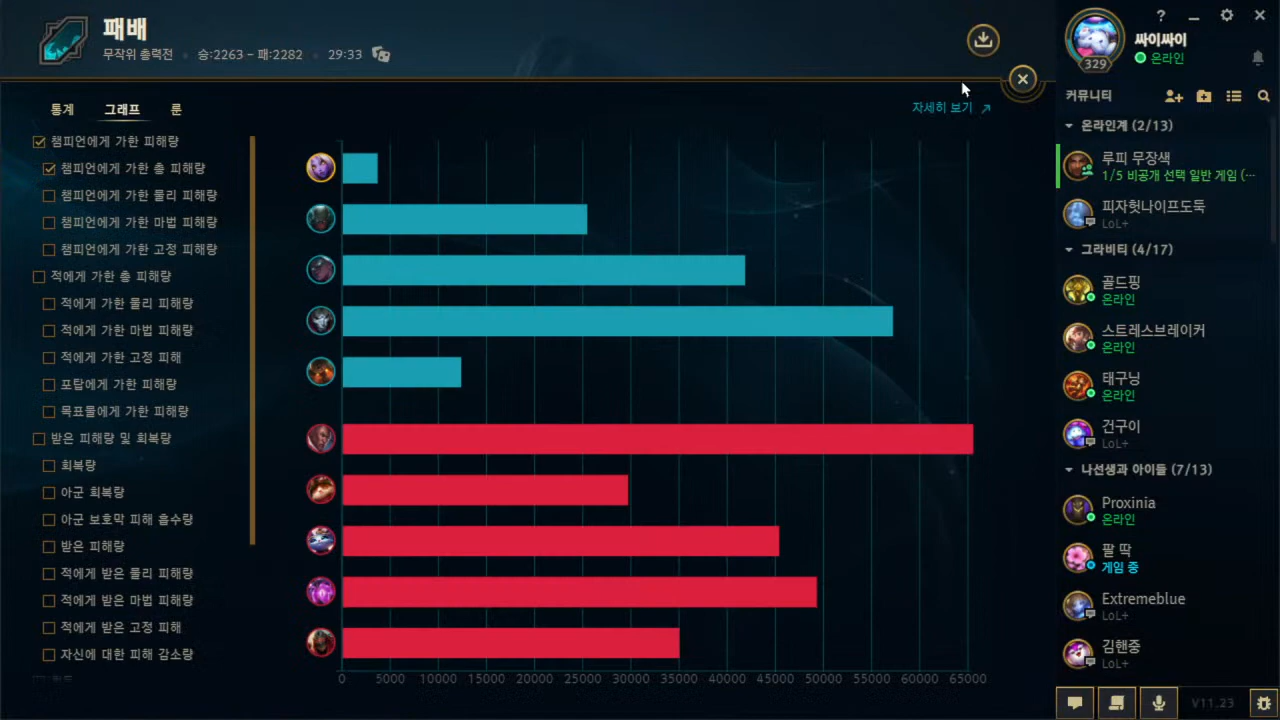 패배
무작위 총력전 • 승:2263 – 패:2282 • 29:33
?
싸이싸이
온라인
329
통계 그래프 룬
자세히 보기
커뮤니티
챔피언에게 가한 피해량
챔피언에게 가한 총 피해량
챔피언에게 가한 물리 피해량
챔피언에게 가한 마법 피해량
챔피언에게 가한 고정 피해량
적에게 가한 총 피해량
적에게 가한 물리 피해량
적에게 가한 마법 피해량
적에게 가한 고정 피해
포탑에게 가한 피해량
목표물에게 가한 피해량
받은 피해량 및 회복량
회복량
아군 회복량
아군 보호막 피해 흡수량
받은 피해량
적에게 받은 물리 피해량
적에게 받은 마법 피해량
적에게 받은 고정 피해
자신에 대한 피해 감소량
0 5000 10000 15000 20000 25000 30000 35000 40000 45000 50000 55000 60000 65000
온라인계 (2/13)
루피 무장색
1/5 비공개 선택 일반 게임 (···
피자헛나이프도둑
LoL+
그라비티 (4/17)
골드핑
온라인
스트레스브레이커
온라인
태구닝
온라인
건구이
LoL+
나선생과 아이들 (7/13)
Proxinia
온라인
팔 딱
게임 중
Extremeblue
LoL+
김핸중
LoL+
V11.23